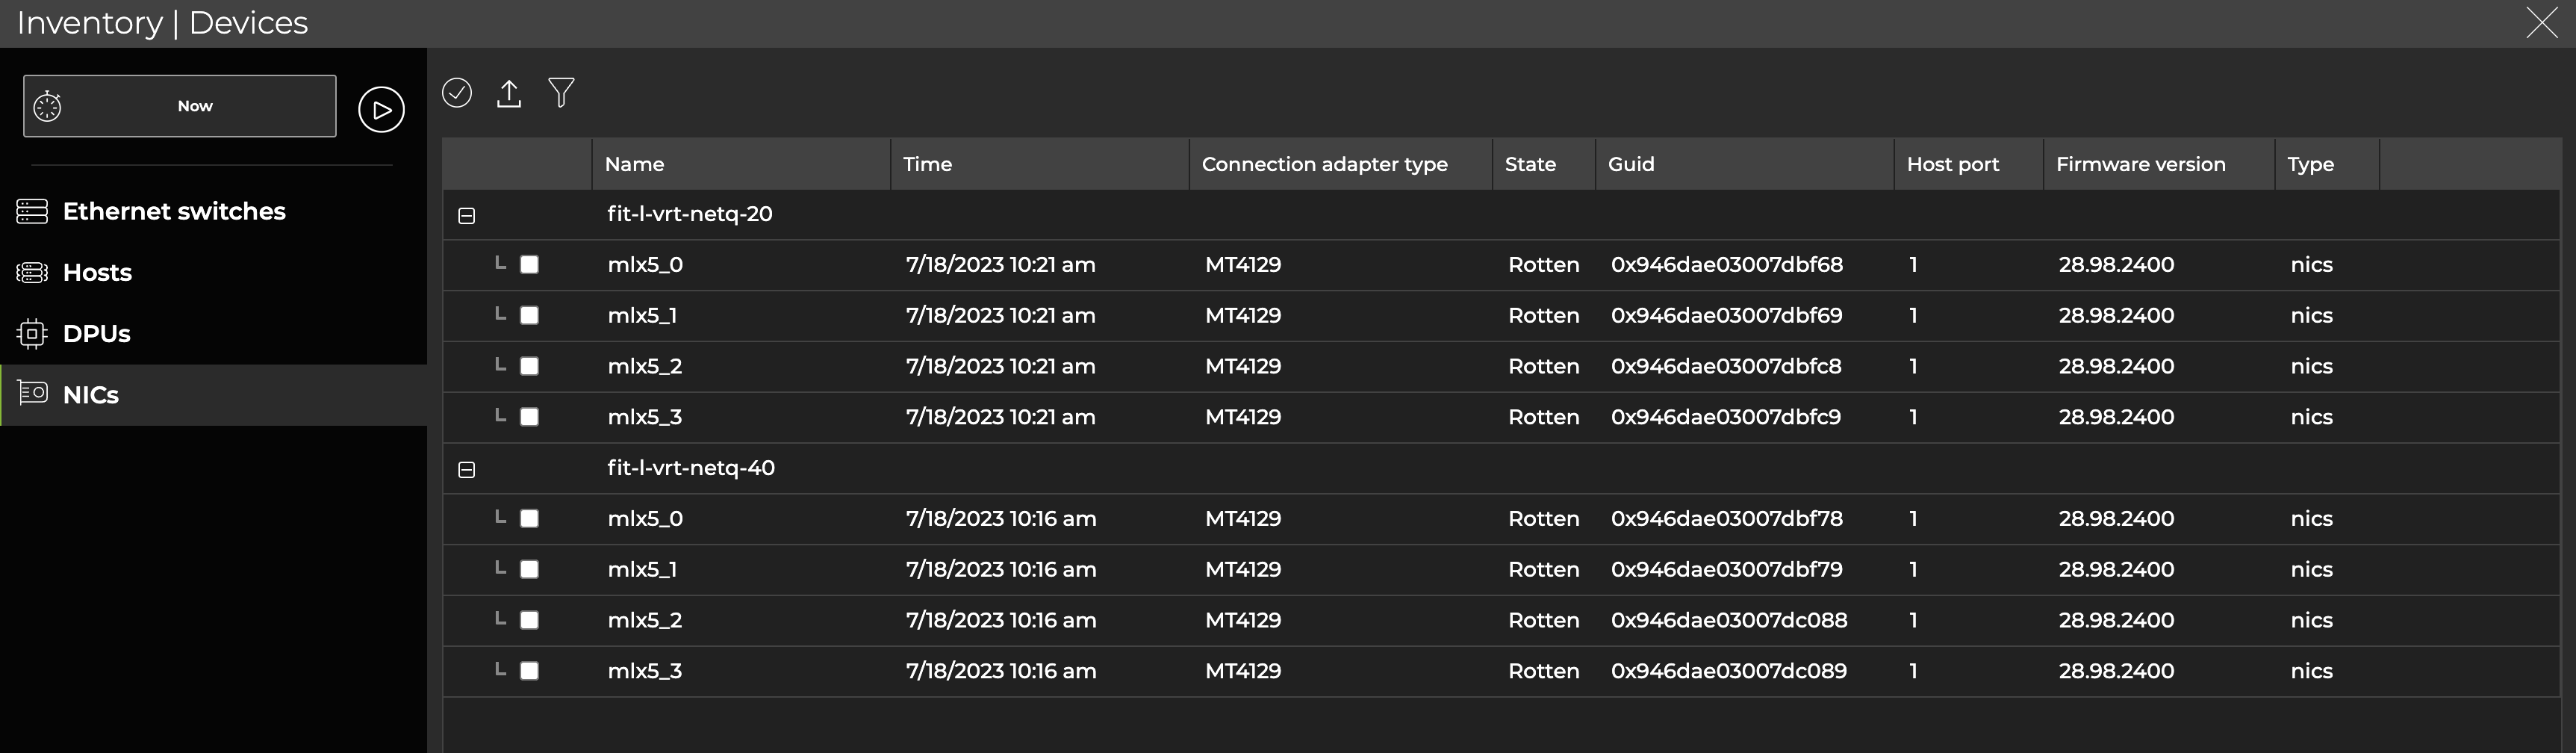 Inventory | Devices
Now
Ethernet switches
Hosts
DPUs
NICs
Name Time Connection adapter type State Guid Host port Firmware version Type
fit-l-vrt-netq-20
mlx5_0 7/18/2023 10:21 am MT4129 Rotten 0x946dae03007dbf68 1 28.98.2400 nics
mlx5_1 7/18/2023 10:21 am MT4129 Rotten 0x946dae03007dbf69 1 28.98.2400 nics
mlx5_2 7/18/2023 10:21 am MT4129 Rotten 0x946dae03007dbfc8 1 28.98.2400 nics
mlx5_3 7/18/2023 10:21 am MT4129 Rotten 0x946dae03007dbfc9 1 28.98.2400 nics
fit-l-vrt-netq-40
mlx5_0 7/18/2023 10:16 am MT4129 Rotten 0x946dae03007dbf78 1 28.98.2400 nics
mlx5_1 7/18/2023 10:16 am MT4129 Rotten 0x946dae03007dbf79 1 28.98.2400 nics
mlx5_2 7/18/2023 10:16 am MT4129 Rotten 0x946dae03007dc088 1 28.98.2400 nics
mlx5_3 7/18/2023 10:16 am MT4129 Rotten 0x946dae03007dc089 1 28.98.2400 nics